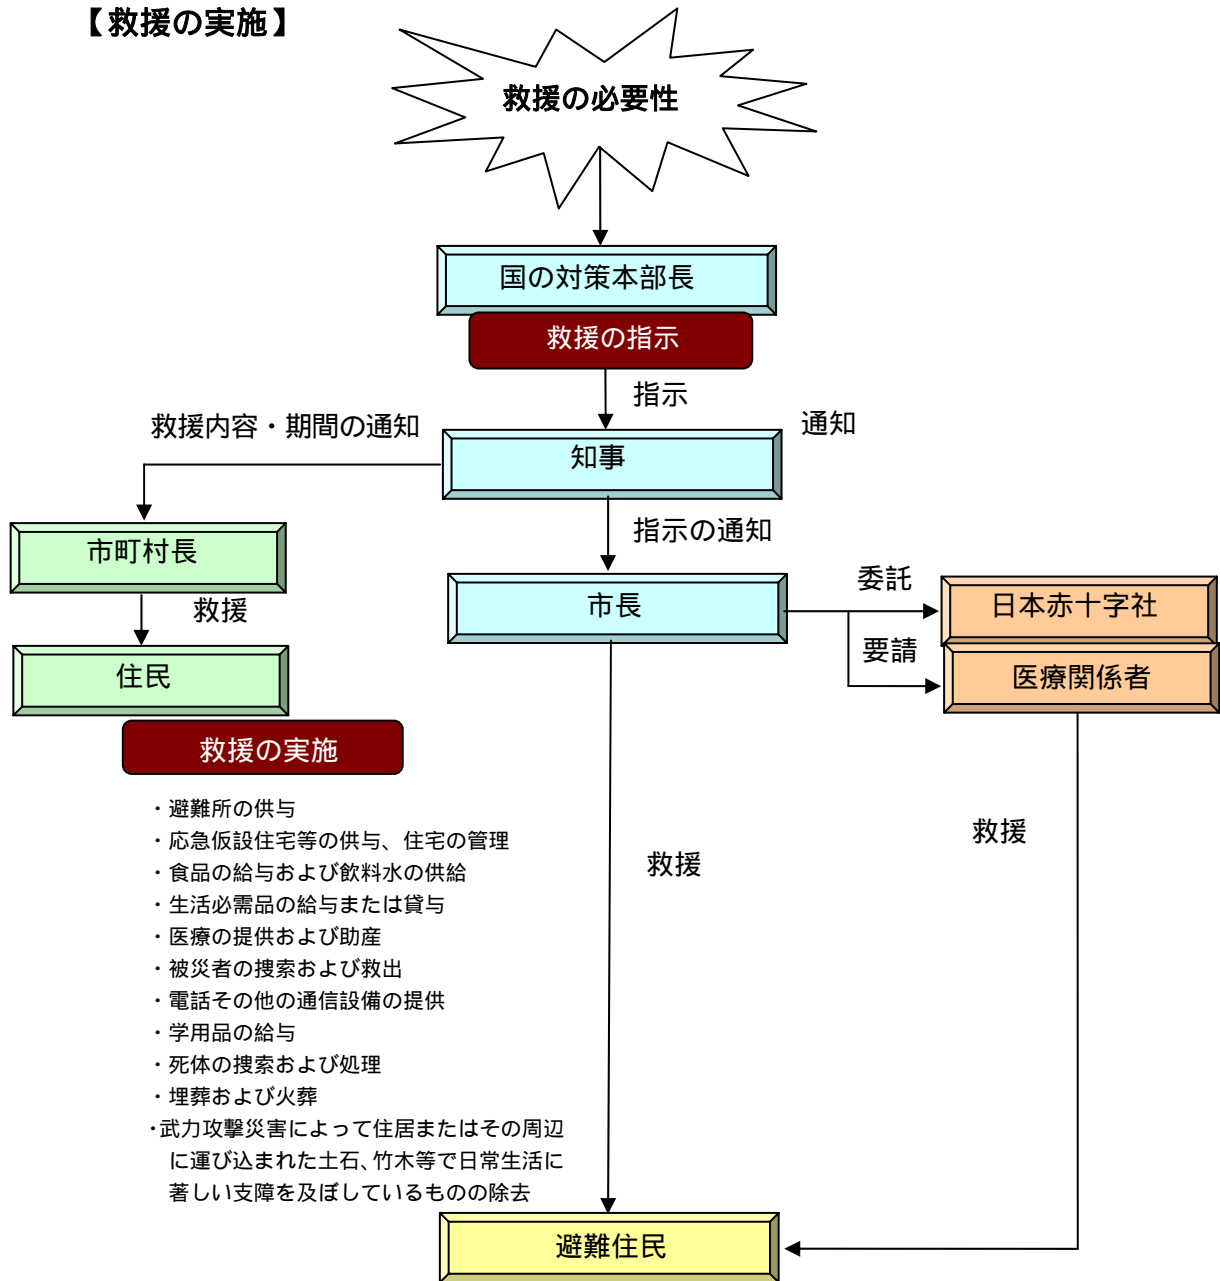 【救援の実施】
救援の必要性
国の対策本部長
救援の指示
指示
通知
救援内容・期間の通知
知事
指示の通知
市町村長
救援
住民
市長
委託
日本赤十字社
要請
医療関係者
救援の実施
・避難所の供与
・応急仮設住宅等の供与、住宅の管理
・食品の給与および飲料水の供給
・生活必需品の給与または貸与
・医療の提供および助産
・被災者の捜索および救出
・電話その他の通信設備の提供
・学用品の給与
・死体の捜索および処理
・埋葬および火葬
・武力攻撃災害によって住居またはその周辺
に運び込まれた土石、竹木等で日常生活に
著しい支障を及ぼしているものの除去
救援
救援
避難住民